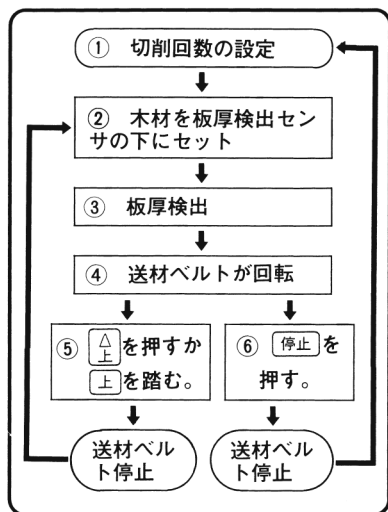 ① 切削回数の設定
② 木材を板厚検出セン
サの下にセット
③ 板厚検出
④ 送材ベルトが回転
⑤ △上を押すか
上を踏む。
⑥ 停止を
押す。
送材ベル
ト停止
送材ベル
ト停止